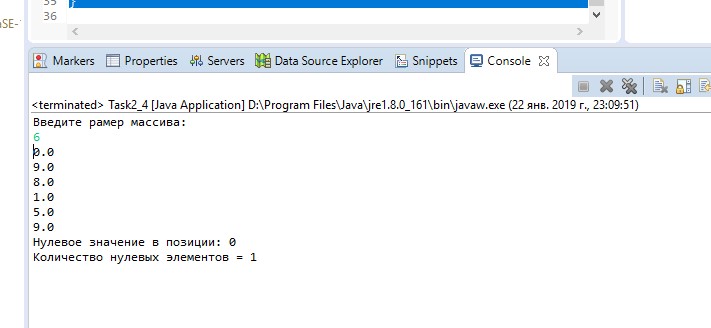 35 }
36
Markers Properties Servers Data Source Explorer Snippets Console
<terminated> Task2_4 [Java Application] D:\Program Files\Java\jre1.8.0_161\bin\javaw.exe (22 янв. 2019 г., 23:09:51)
Введите рамер массива:
6
0.0
9.0
8.0
1.0
5.0
9.0
Нулевое значение в позиции: 0
Количество нулевых элементов = 1